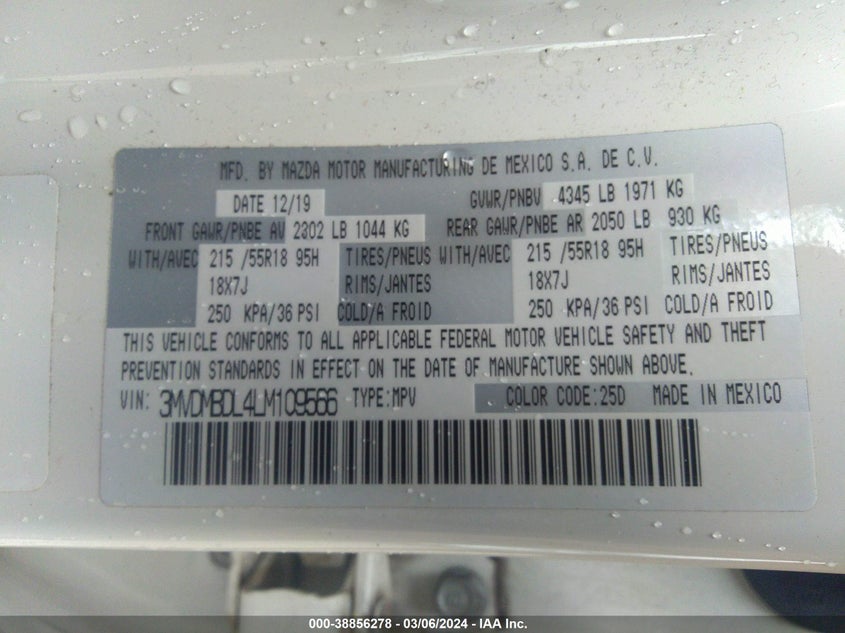 MFD. BY MAZDA MOTOR MANUFACTURING DE MEXICO S.A. DE C.V.
DATE 12/19 GVWR/PNBV 4345 LB 1971 KG
FRONT GAWR/PNBE AV 2302 LB 1044 KG REAR GAWR/PNBE AR 2050 LB 930 KG
WITH/AVEC 215 /55R18 95H TIRES/PNEUS WITH/AVEC 215 /55R18 95H TIRES/PNEUS
18X7J RIMS/JANTES 18X7J RIMS/JANTES
250 KPA/36 PSI COLD/A FROID 250 KPA/36 PSI COLD/A FROID
THIS VEHICLE CONFORMS TO ALL APPLICABLE FEDERAL MOTOR VEHICLE SAFETY AND THEFT
PREVENTION STANDARDS IN EFFECT ON THE DATE OF MANUFACTURE SHOWN ABOVE.
VIN: 3MVDMBDL4LM109566 TYPE:MPV COLOR CODE:25D MADE IN MEXICO
000-38856278 - 03/06/2024 - IAA Inc.